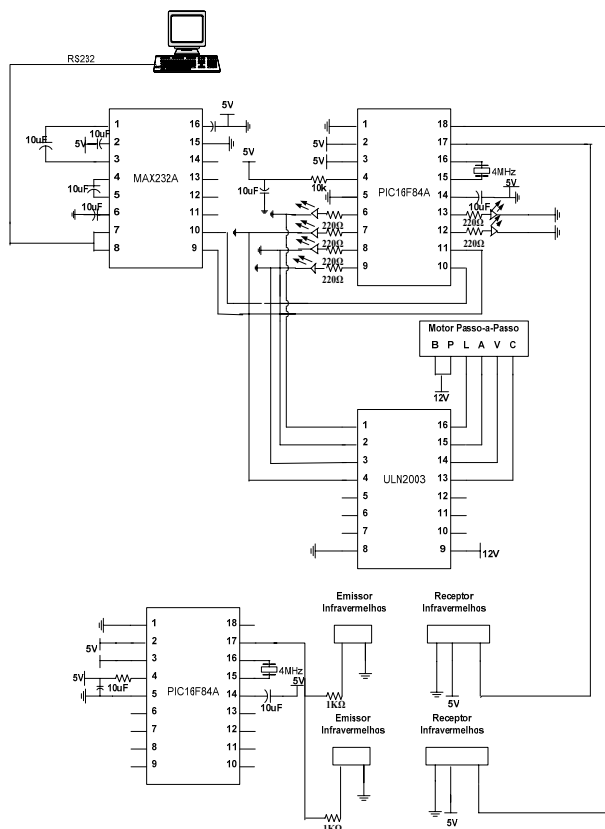 RS232
5V
5V
1 18
2 17
3 16
4 15
5 14
6 13
7 12
8 11
9 10
PIC16F84A
5V
5V
5V
10k
10uF
4MHz
5V
10uF
220Ω
220Ω
220Ω
220Ω
220Ω
220Ω
1 16
2 15
3 14
4 13
5 12
6 11
7 10
8 9
MAX232A
10uF
10uF
5V
10uF
10uF
Motor Passo-a-Passo
B P L A V C
12V
1 16
2 15
3 14
4 13
5 12
6 11
7 10
8 9
ULN2003
12V
Emissor
Infravermelhos
Receptor
Infravermelhos
1 18
2 17
3 16
4 15
5 14
6 13
7 12
8 11
9 10
PIC16F84A
5V
5V
10uF
4MHz
5V
10uF
1KΩ
5V
Emissor
Infravermelhos
Receptor
Infravermelhos
1KΩ
5V